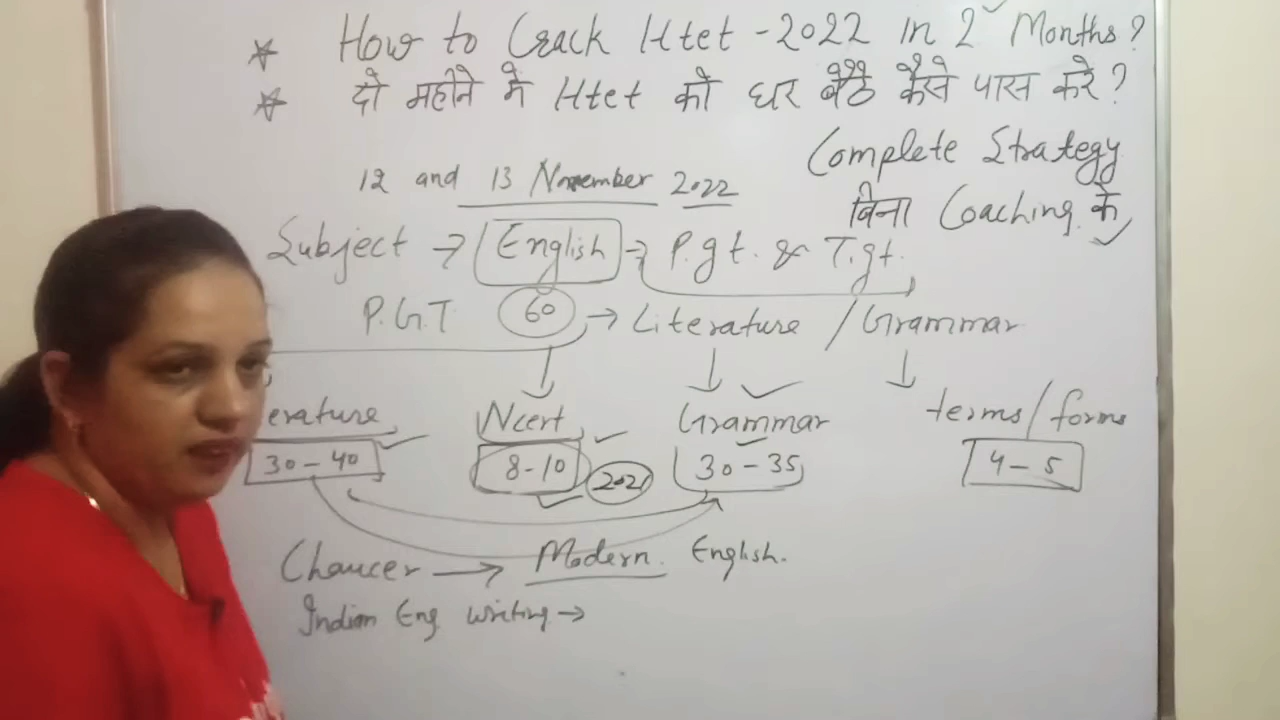 * How to Crack Htet - 2022 in 2 Months?
* दो महीने मे Htet को घर बैठे कैसे पास करे?
Complete Strategy
12 and 13 November 2022
बिना Coaching के
Subject → English → P.g t. & T.gt.
P.G.T 60 → Literature / Grammar
erature Ncert Grammar terms/forms
30 - 40 8-10 2021 30 - 35 4 - 5
Chaucer → Modern. English.
Indian Eng writing →